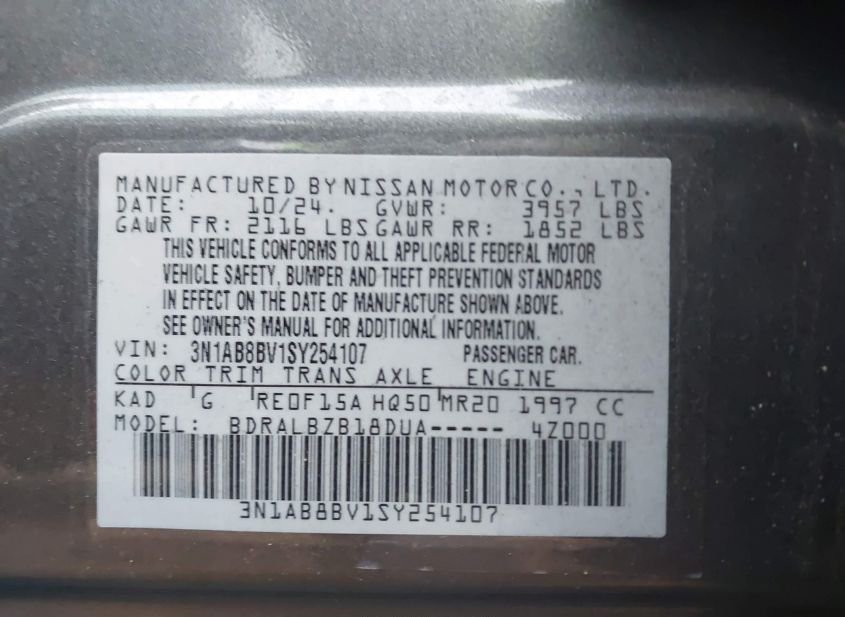 MANUFACTURED BY NISSAN MOTOR CO., LTD.
DATE: 10/24. GVWR: 3957 LBS
GAWR FR: 2116 LBS GAWR RR: 1852 LBS
THIS VEHICLE CONFORMS TO ALL APPLICABLE FEDERAL MOTOR
VEHICLE SAFETY, BUMPER AND THEFT PREVENTION STANDARDS
IN EFFECT ON THE DATE OF MANUFACTURE SHOWN ABOVE.
SEE OWNER'S MANUAL FOR ADDITIONAL INFORMATION.
VIN: 3N1AB8BV1SY254107 PASSENGER CAR.
COLOR TRIM TRANS AXLE ENGINE
KAD G RE0F15A HQ50 MR20 1997 CC
MODEL: BDRALBZB18DUA----- 4Z000
3N1AB8BV1SY254107